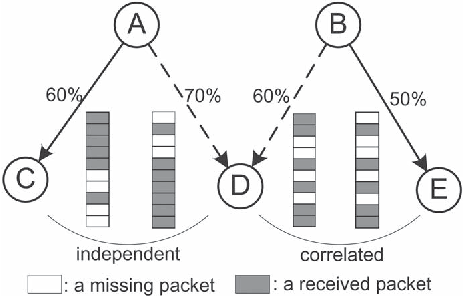 A B
60% 70% 60% 50%
C D E
independent correlated
: a missing packet : a received packet